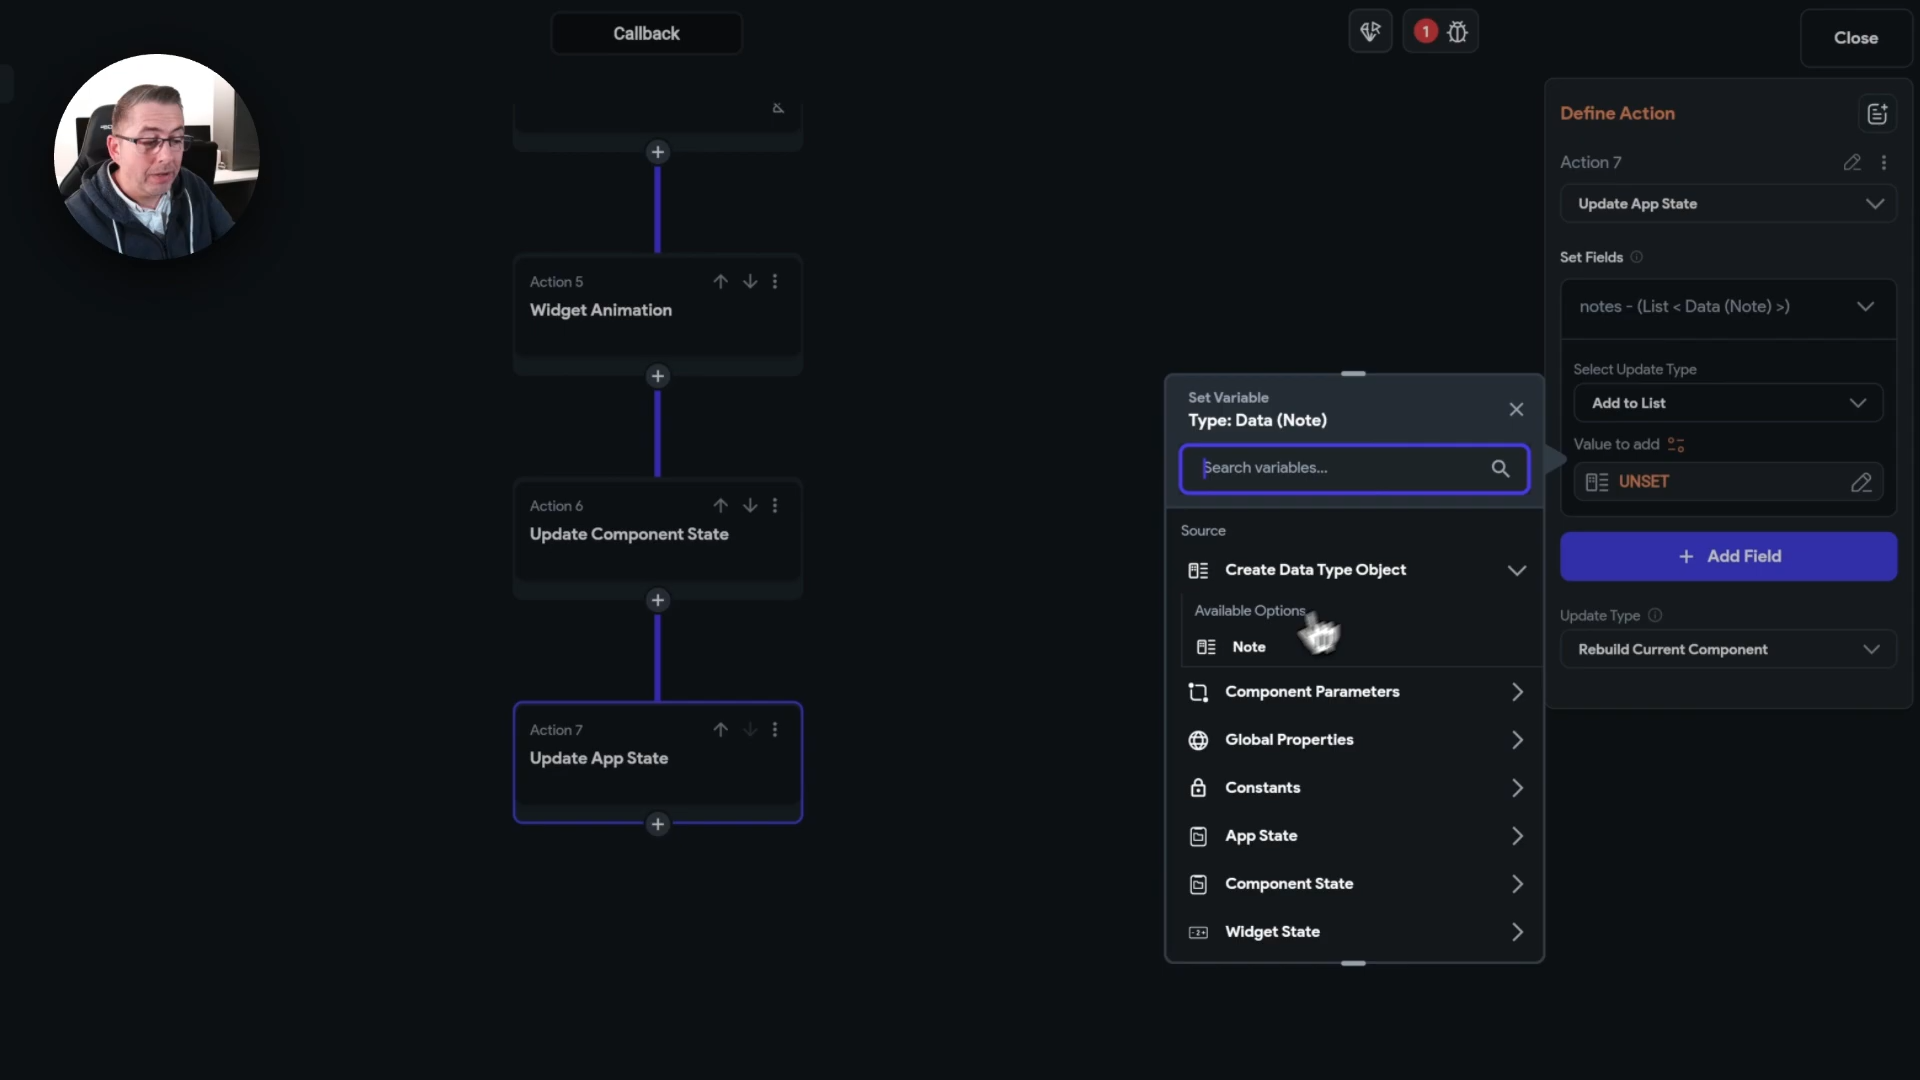 Callback
1
Close
Define Action
Action 7
Update App State
Set Fields
notes - (List < Data (Note) >)
Select Update Type
Add to List
Value to add
UNSET
+ Add Field
Update Type
Rebuild Current Component
Action 5
Widget Animation
Action 6
Update Component State
Action 7
Update App State
Set Variable
Type: Data (Note)
Search variables...
Source
Create Data Type Object
Available Options
Note
Component Parameters
Global Properties
Constants
App State
Component State
Widget State